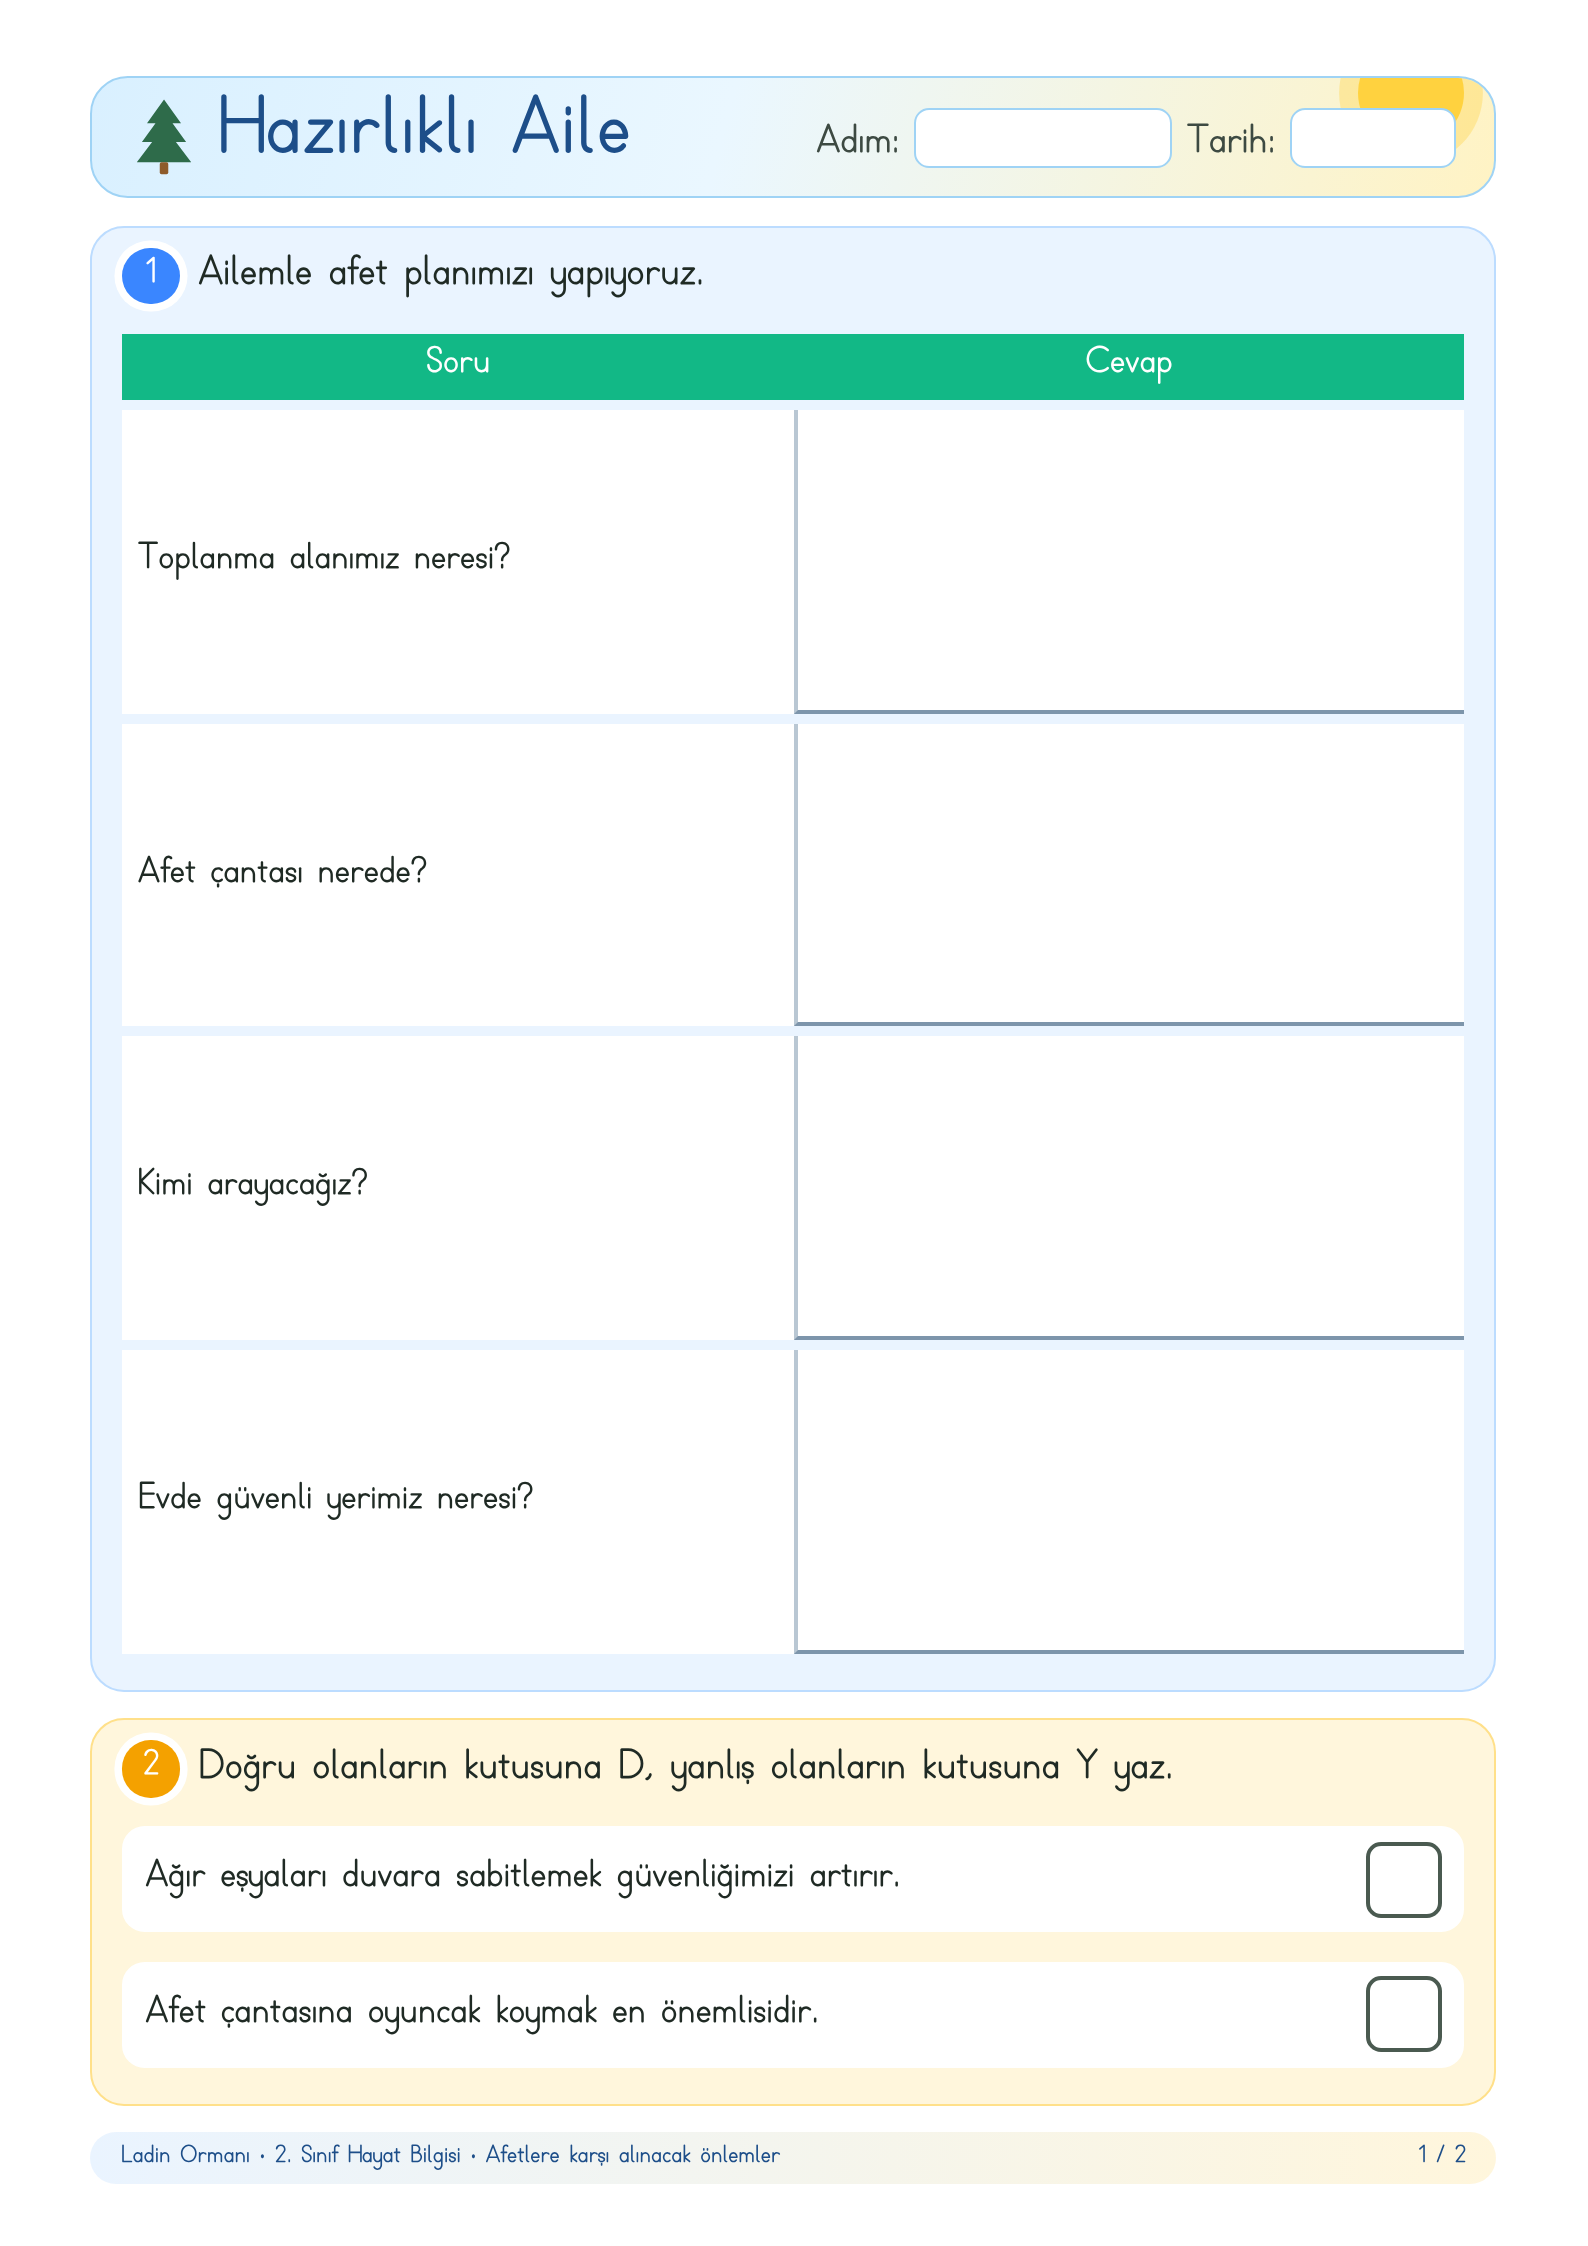 Hazırlıklı Aile
Adım:
Tarih:
1
Ailemle afet planımızı yapıyoruz.
Soru
Cevap
Toplanma alanımız neresi?
Afet çantası nerede?
Kimi arayacağız?
Evde güvenli yerimiz neresi?
2
Doğru olanların kutusuna D, yanlış olanların kutusuna Y yaz.
Ağır eşyaları duvara sabitlemek güvenliğimizi artırır.
Afet çantasına oyuncak koymak en önemlisidir.
Ladin Ormanı • 2. Sınıf Hayat Bilgisi • Afetlere karşı alınacak önlemler
1 / 2